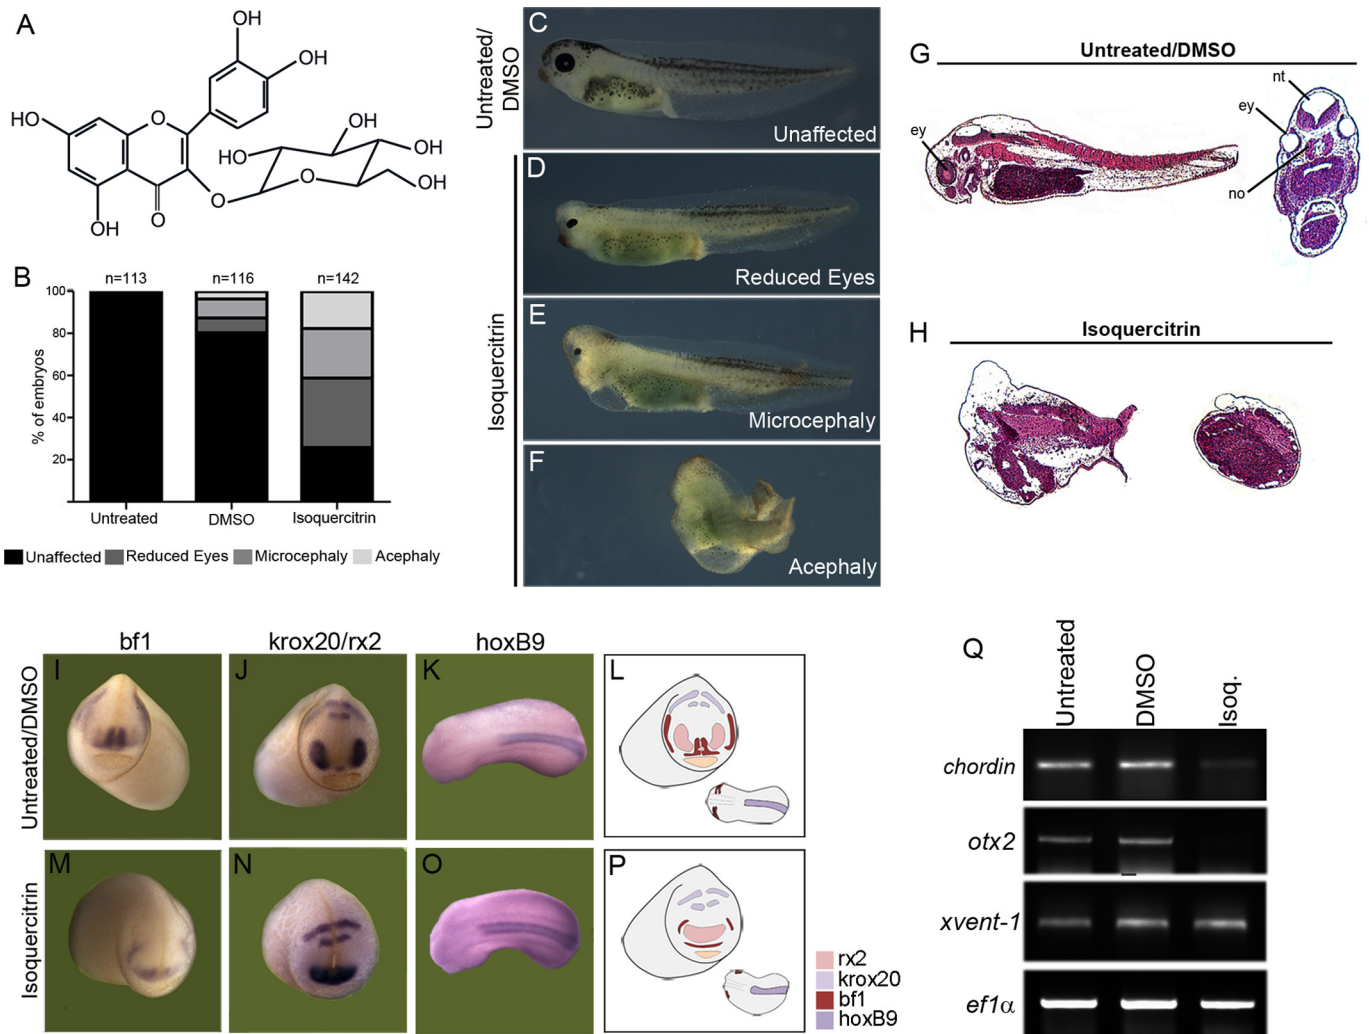 A
OH
OH
OH
HO
O
OH
HO
OH
O
OH
O
O
OH
B
n=113
n=116
n=142
100
80
60
40
20
% of embryos
Untreated
DMSO
Isoquercitrin
Unaffected
Reduced Eyes
Microcephaly
Acephaly
Untreated/
DMSO
Isoquercitrin
C
Unaffected
D
Reduced Eyes
E
Microcephaly
F
Acephaly
G
Untreated/DMSO
ey
nt
ey
no
H
Isoquercitrin
bf1
krox20/rx2
hoxB9
Untreated/DMSO
I
J
K
L
Isoquercitrin
M
N
O
P
rx2
krox20
bf1
hoxB9
Q
Untreated
DMSO
Isoq.
chordin
otx2
xvent-1
ef1α